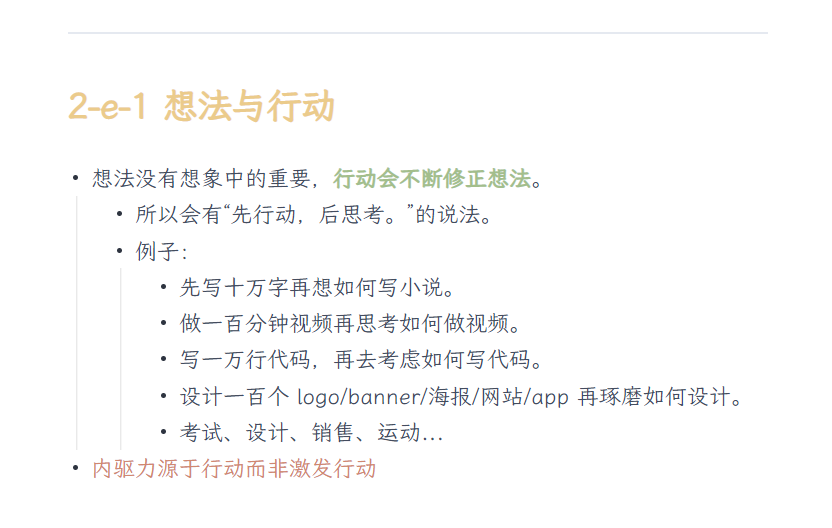 2-e-1 想法与行动
想法没有想象中的重要，行动会不断修正想法。
所以会有“先行动，后思考。”的说法。
例子：
先写十万字再想如何写小说。
做一百分钟视频再思考如何做视频。
写一万行代码，再去考虑如何写代码。
设计一百个 logo/banner/海报/网站/app 再琢磨如何设计。
考试、设计、销售、运动...
内驱力源于行动而非激发行动